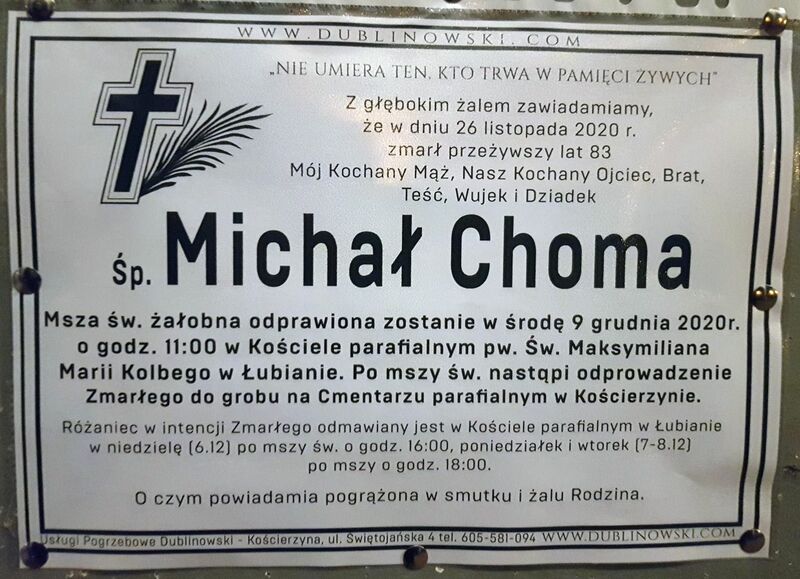 WWW.DUBLINOWSKI.COM
„NIE UMIERA TEN, KTO TRWA W PAMIĘCI ŻYWYCH"
Z głębokim żalem zawiadamiamy,
że w dniu 26 listopada 2020 r.
zmarł przeżywszy lat 83
Mój Kochany Mąż, Nasz Kochany Ojciec, Brat,
Teść, Wujek i Dziadek
Śp. Michał Choma
Msza św. żałobna odprawiona zostanie w środę 9 grudnia 2020r.
o godz. 11:00 w Kościele parafialnym pw. Św. Maksymiliana
Marii Kolbego w Łubianie. Po mszy św. nastąpi odprowadzenie
Zmarłego do grobu na Cmentarzu parafialnym w Kościerzynie.
Różaniec w intencji Zmarłego odmawiany jest w Kościele parafialnym w Łubianie
w niedzielę (6.12) po mszy św. o godz. 16:00, poniedziałek i wtorek (7-8.12)
po mszy o godz. 18:00.
O czym powiadamia pogrążona w smutku i żalu Rodzina.
Usługi Pogrzebowe Dublinowski - Kościerzyna, ul. Świętojańska 4 tel. 605-581-094 WWW.DUBLINOWSKI.COM